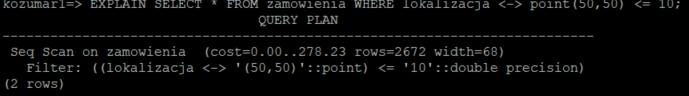 kozumarl=> EXPLAIN SELECT * FROM zamowienia WHERE lokalizacja <-> point(50,50) <= 10;
QUERY PLAN
--------------------------------------------------------------------------
Seq Scan on zamowienia  (cost=0.00..278.23 rows=2672 width=68)
Filter: ((lokalizacja <-> '(50,50)'::point) <= '10'::double precision)
(2 rows)